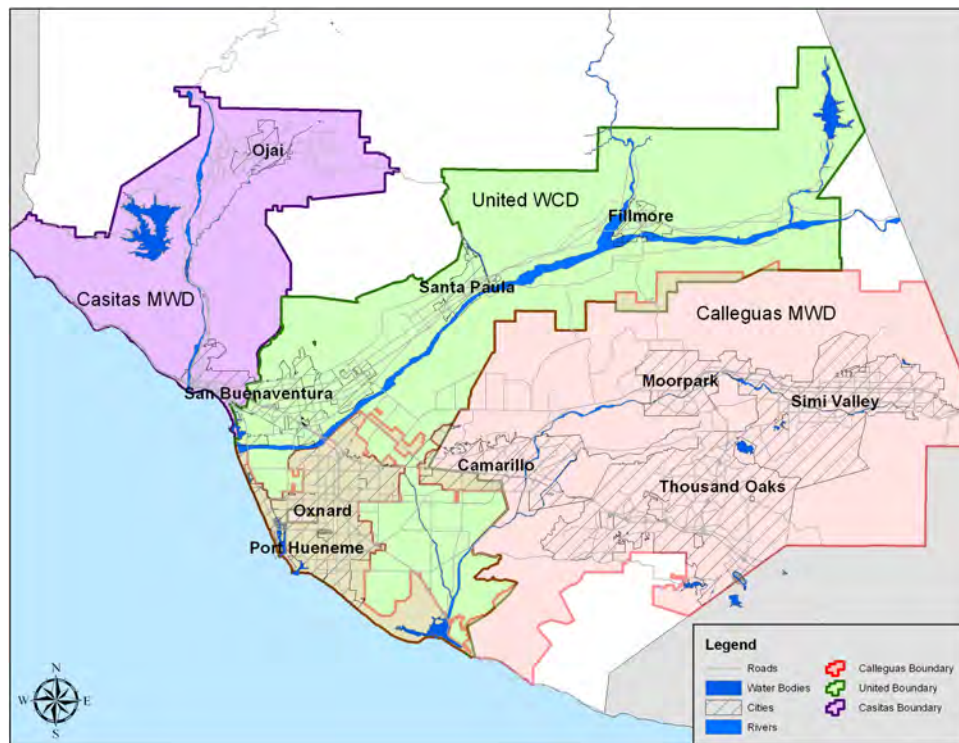 Ojai
United WCD
Fillmore
Santa Paula
Casitas MWD
Calleguas MWD
San Buenaventura
Moorpark
Simi Valley
Camarillo
Thousand Oaks
Oxnard
Port Hueneme
N
W E
S
Legend
Roads
Water Bodies
Cities
Rivers
Calleguas Boundary
United Boundary
Casitas Boundary